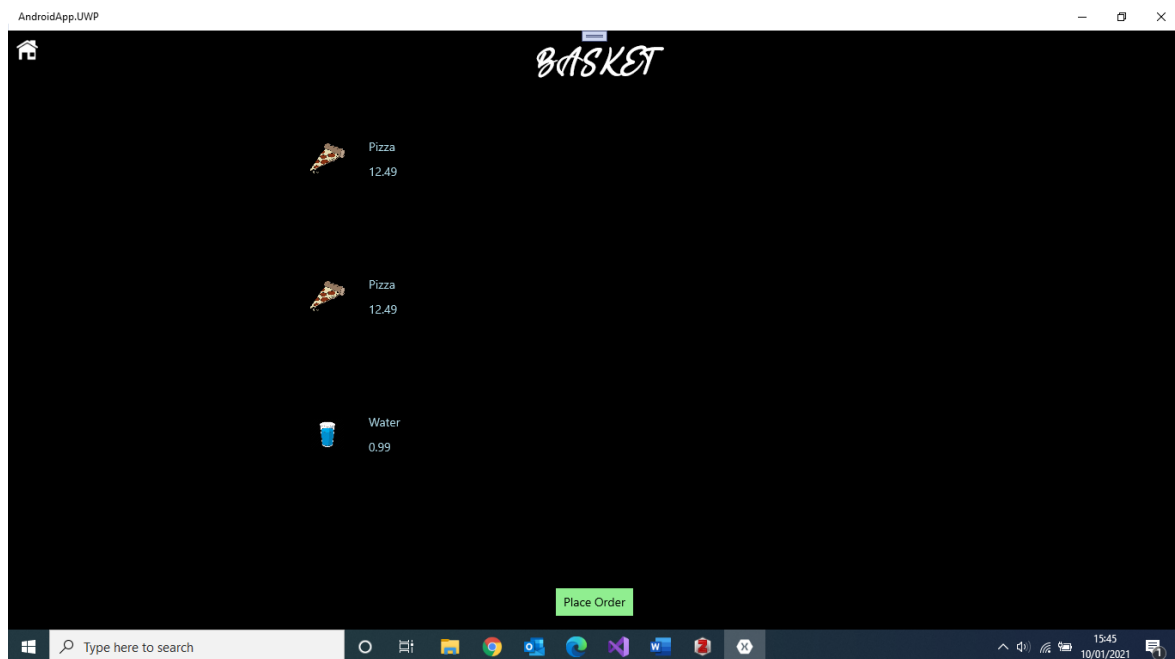 AndroidApp.UWP
BASKET
Pizza
12.49
Pizza
12.49
Water
0.99
Place Order
Type here to search
15:45
10/01/2021
1